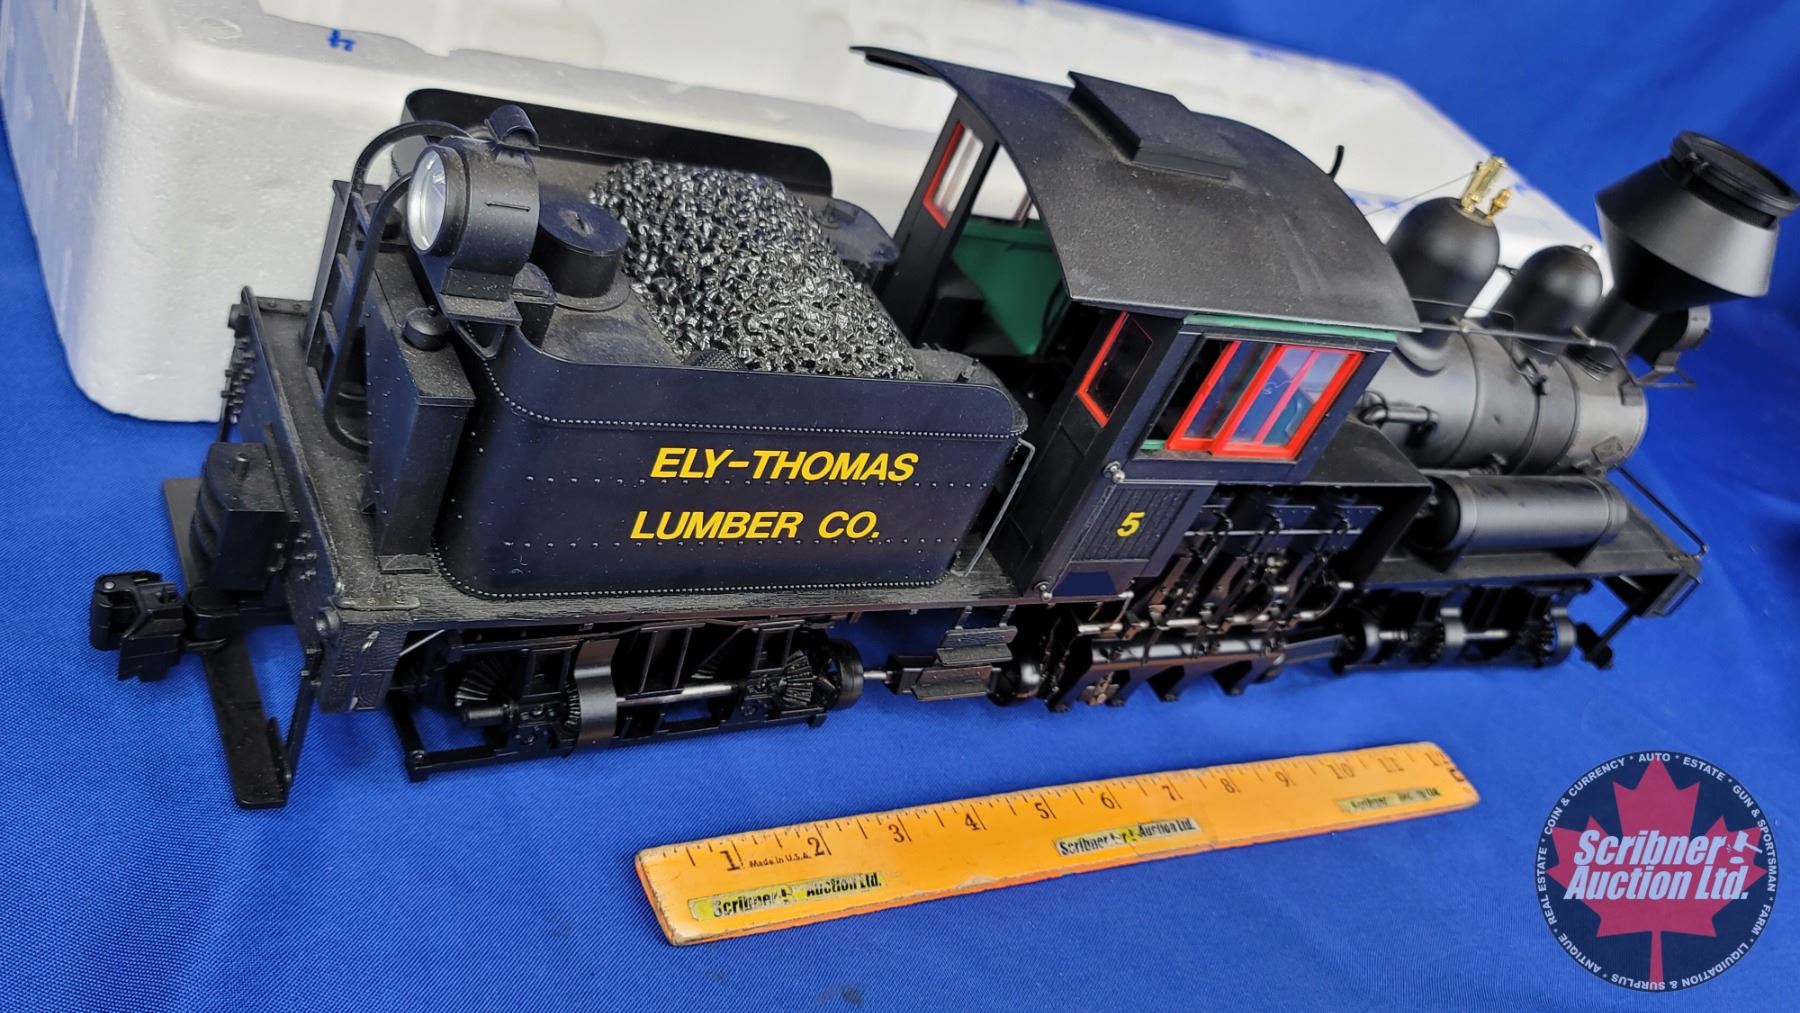 ELY-THOMAS
LUMBER CO.
5
1 2 3 4 5 6 7 8 9 10 11 12
Made in U.S.A.
Scribner Auction Ltd.
Scribner Auction Ltd.
Scribner
Scribner
Auction Ltd.
REAL ESTATE * COIN & CURRENCY * AUTO * ESTATE * GUN & SPORTSMAN * FARM * LIQUIDATION & SURPLUS * ANTIQUE *